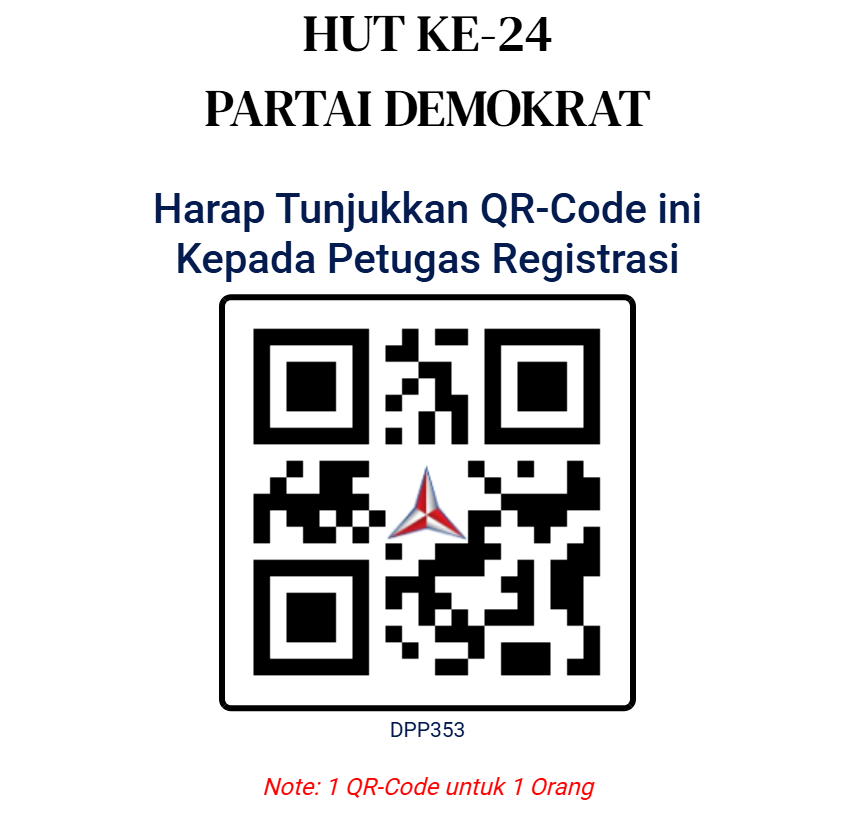 HUT KE-24
PARTAI DEMOKRAT
Harap Tunjukkan QR-Code ini
Kepada Petugas Registrasi
DPP353
Note: 1 QR-Code untuk 1 Orang